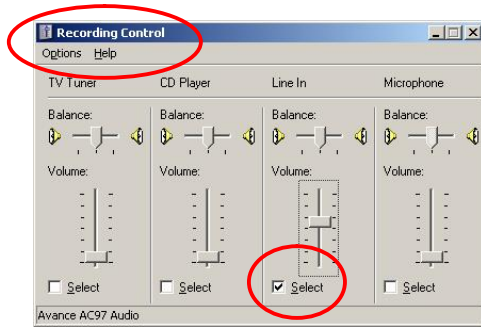 Recording Control
Options Help
TV Tuner CD Player Line In Microphone
Balance: Balance: Balance: Balance:
Volume: Volume: Volume: Volume:
Select Select Select Select
Avance AC97 Audio